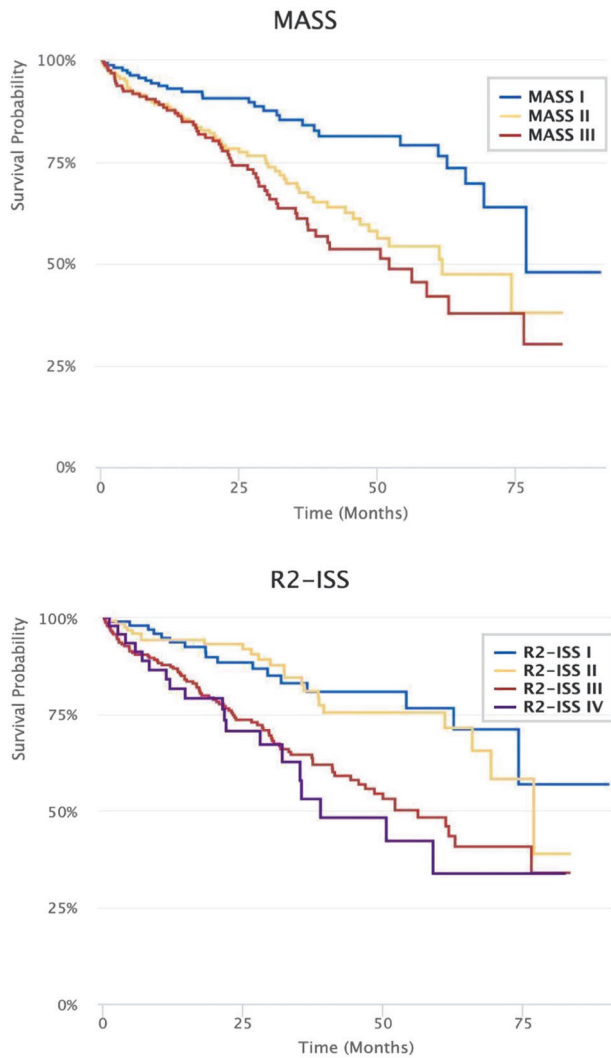 MASS
100%
75%
50%
25%
0%
Survival Probability
MASS I
MASS II
MASS III
0
25
50
75
Time (Months)
R2-ISS
100%
75%
50%
25%
0%
Survival Probability
R2-ISS I
R2-ISS II
R2-ISS III
R2-ISS IV
0
25
50
75
Time (Months)